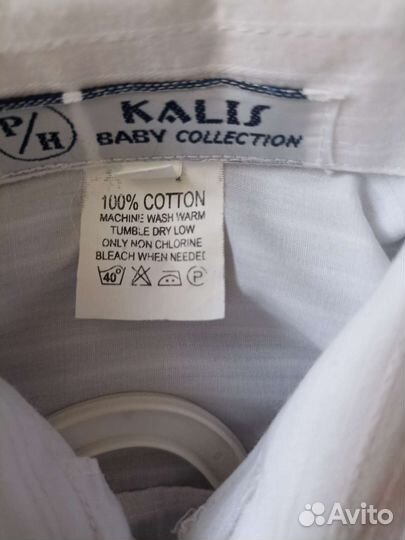 P/H
KALIS
BABY COLLECTION
100% COTTON
MACHINE WASH WARM
TUMBLE DRY LOW
ONLY NON CHLORINE
BLEACH WHEN NEEDED
40° P
Avito